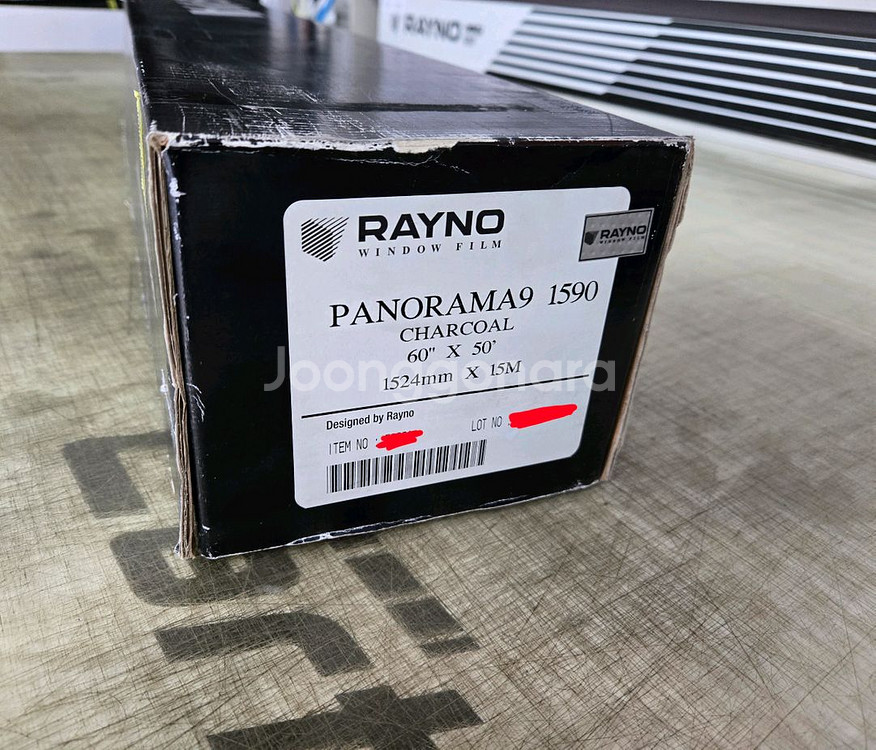 RAYNO
RAYNO
WINDOW FILM
RAYNO
WINDOW FILM
PANORAMA9 1590
CHARCOAL
60" X 50'
1524mm X 15M
Joonggonara
Designed by Rayno
ITEM NO :
LOT NO :